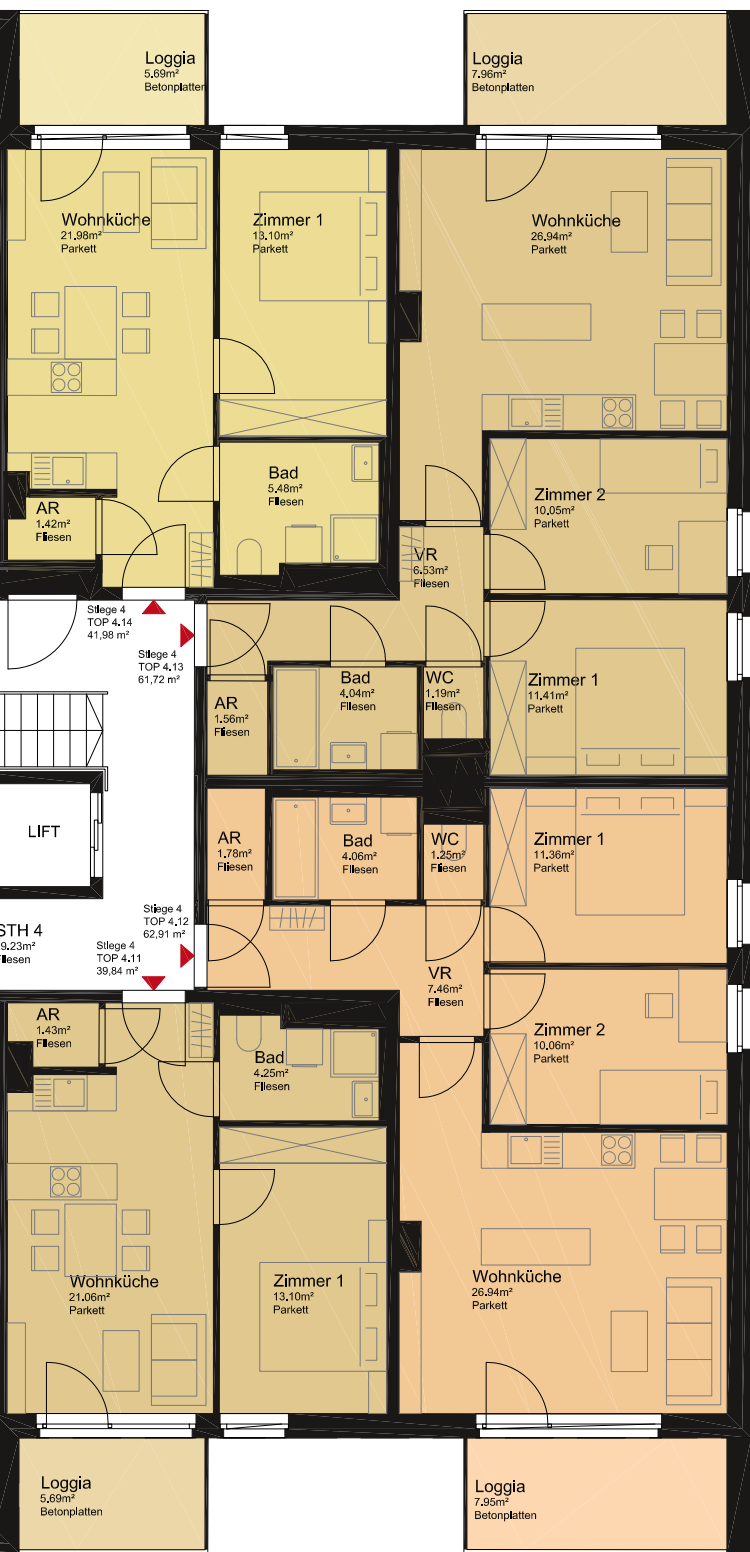 Loggia
5.69m²
Betonplatten
Loggia
7.96m²
Betonplatten
Wohnküche
21.98m²
Parkett
Zimmer 1
13.10m²
Parkett
Wohnküche
26.94m²
Parkett
Bad
5.48m²
Fliesen
Zimmer 2
10.05m²
Parkett
AR
1.42m²
Fliesen
VR
6.53m²
Fliesen
Stiege 4
TOP 4.14
41,98 m²
Stiege 4
TOP 4.13
61,72 m²
AR
1.56m²
Fliesen
Bad
4.04m²
Fliesen
WC
1.19m²
Fliesen
Zimmer 1
11.41m²
Parkett
LIFT
AR
1.78m²
Fliesen
Bad
4.06m²
Fliesen
WC
1.25m²
Fliesen
Zimmer 1
11.36m²
Parkett
STH 4
9.23m²
Fliesen
Stiege 4
TOP 4.12
62,91 m²
Stiege 4
TOP 4.11
39,84 m²
VR
7.46m²
Fliesen
AR
1.43m²
Fliesen
Bad
4.25m²
Fliesen
Zimmer 2
10.06m²
Parkett
Wohnküche
21.06m²
Parkett
Zimmer 1
13.10m²
Parkett
Wohnküche
26.94m²
Parkett
Loggia
5.69m²
Betonplatten
Loggia
7.95m²
Betonplatten